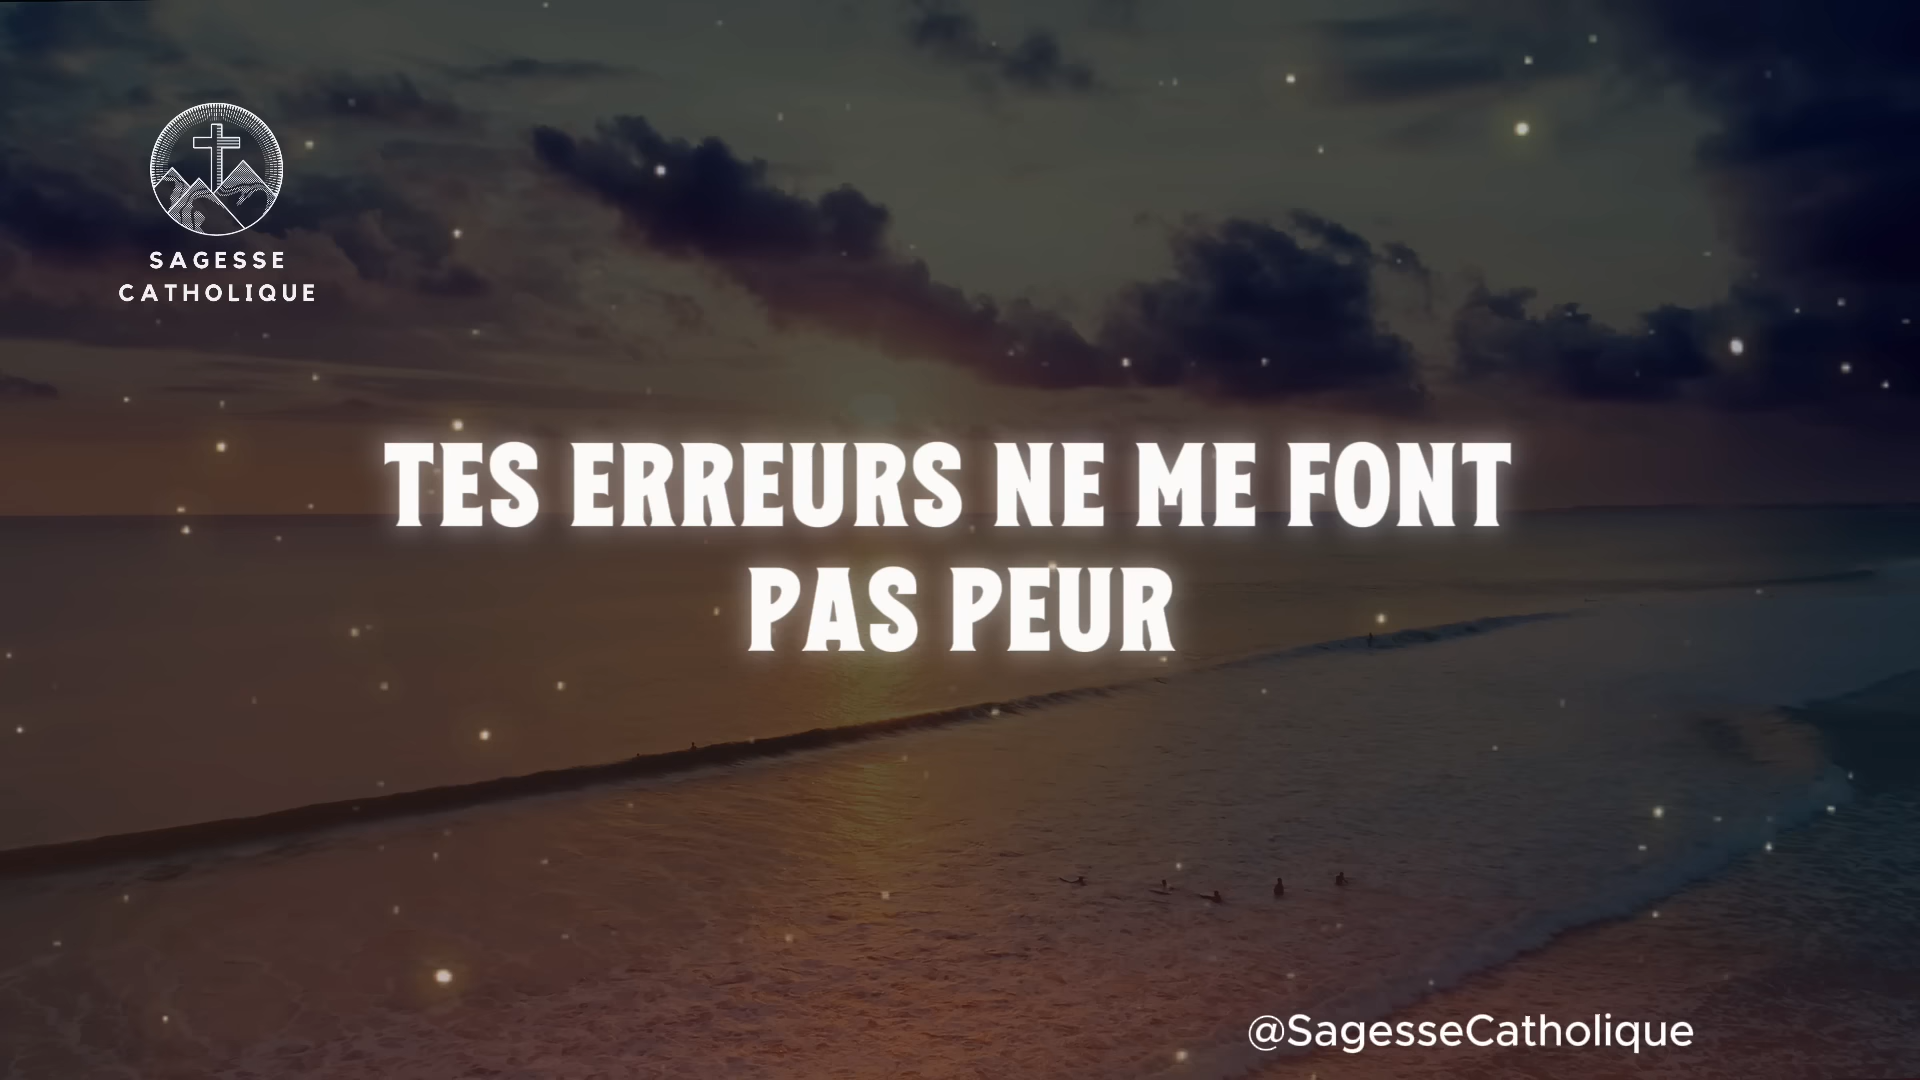 SAGESSE
CATHOLIQUE
TES ERREURS NE ME FONT
PAS PEUR
@SagesseCatholique